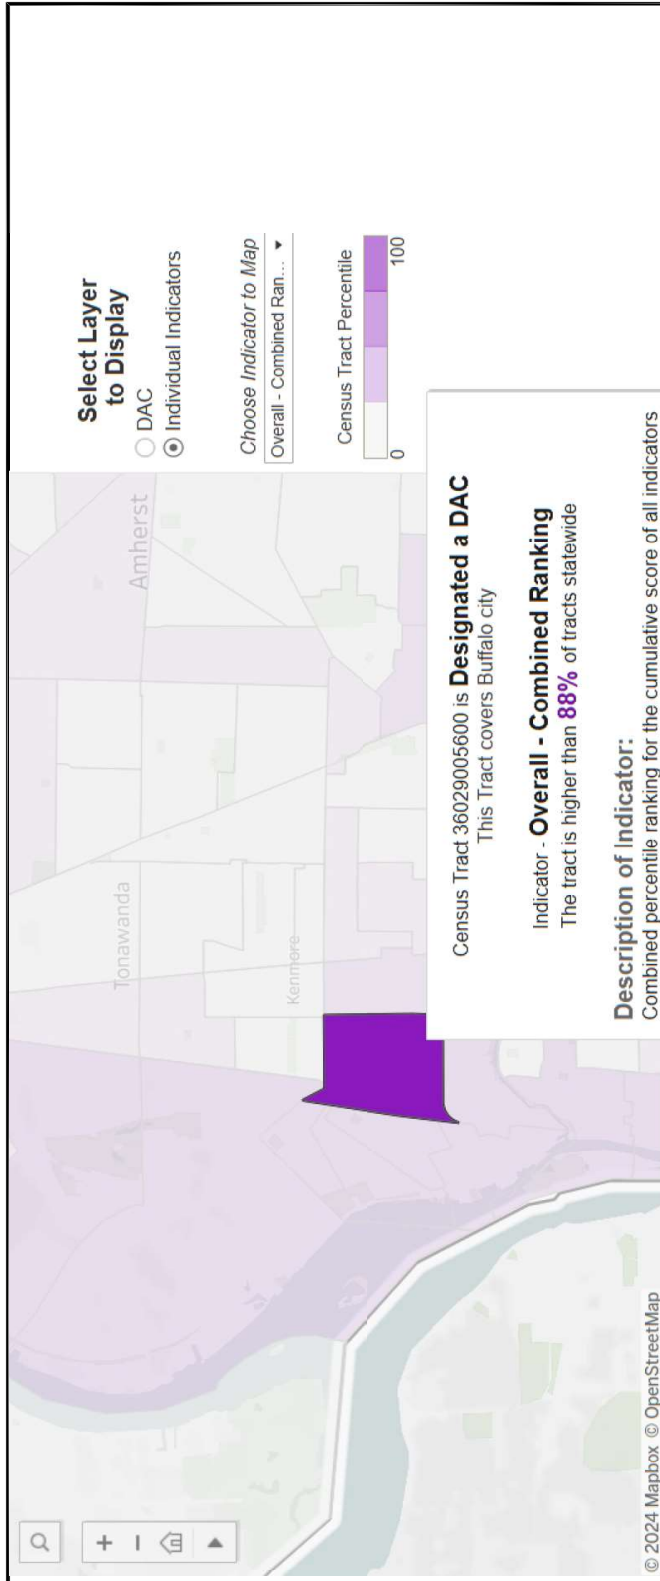 Select Layer
to Display
DAC
Individual Indicators
Choose Indicator to Map
Overall - Combined Ran...
Census Tract Percentile
0
100
Amherst
Tonawanda
Kenmore
Census Tract 36029005600 is Designated a DAC
This Tract covers Buffalo city
Indicator - Overall - Combined Ranking
The tract is higher than 88% of tracts statewide
Description of Indicator:
Combined percentile ranking for the cumulative score of all indicators
© 2024 Mapbox © OpenStreetMap